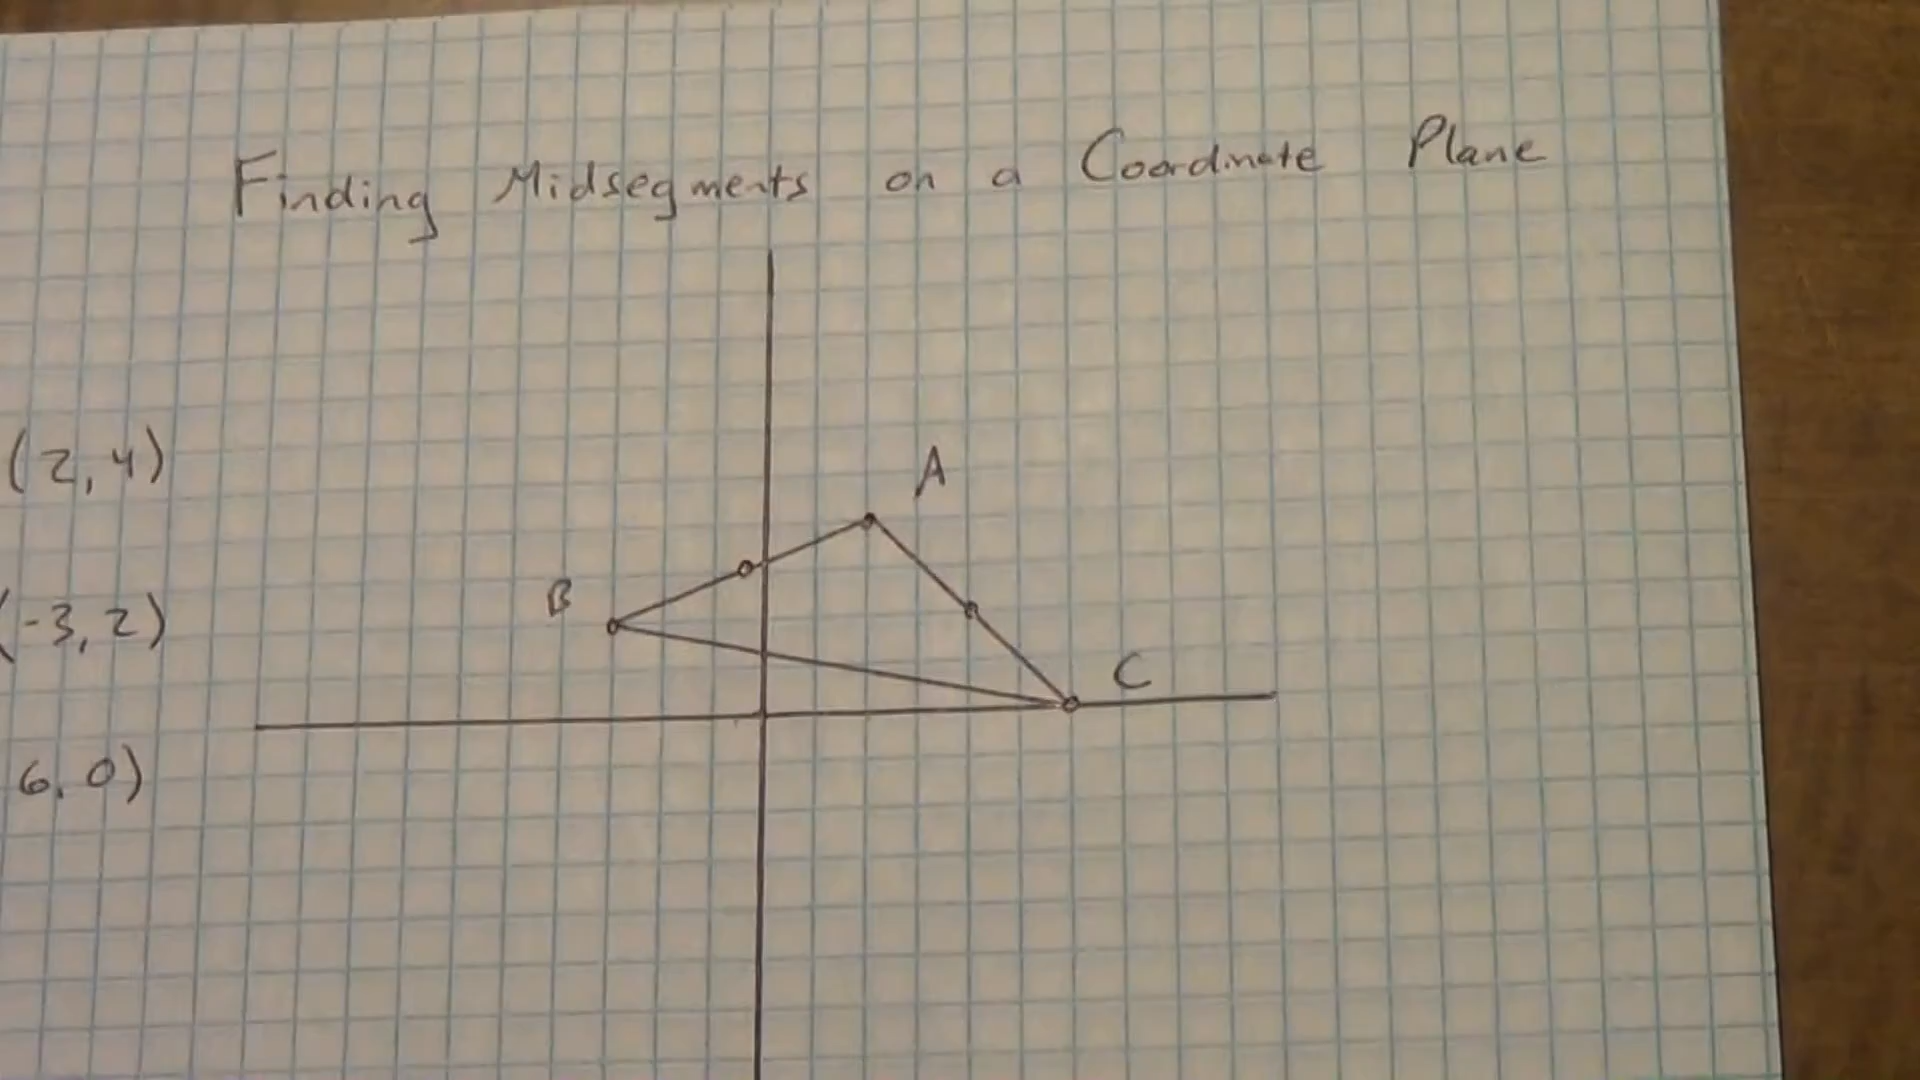 Finding Midsegments on a Coordinate Plane
(2,4)
A
B
(-3,2)
C
6,0)